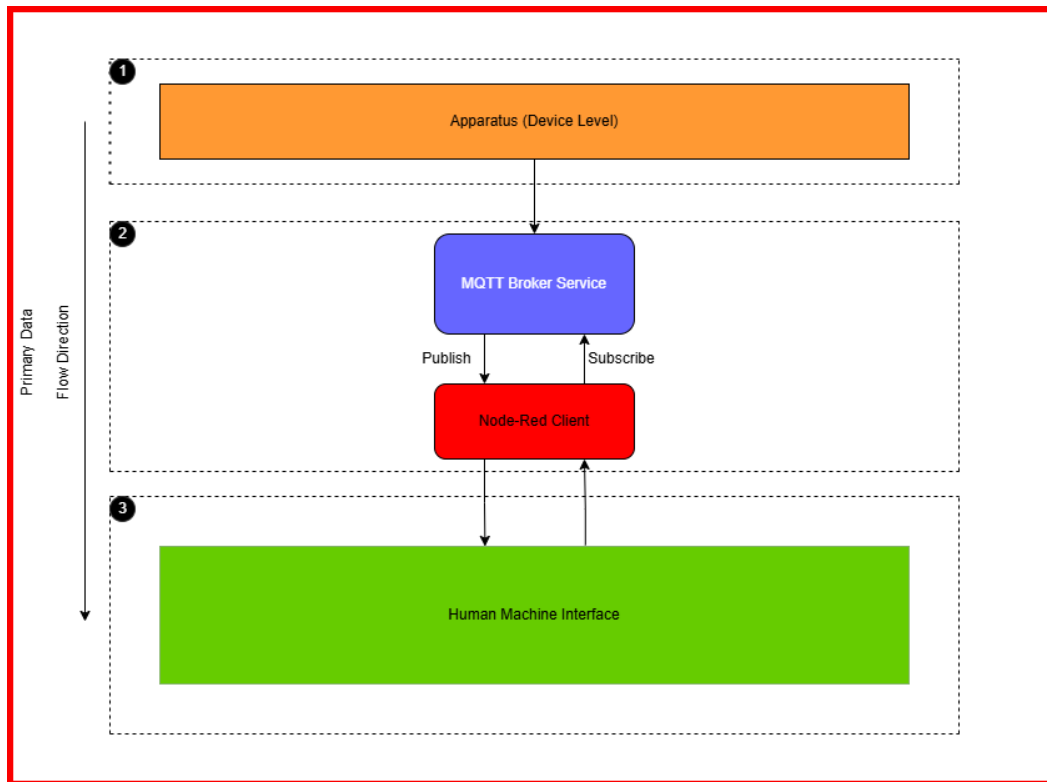 1
Apparatus (Device Level)
2
MQTT Broker Service
Publish
Subscribe
Node-Red Client
Primary Data
Flow Direction
3
Human Machine Interface